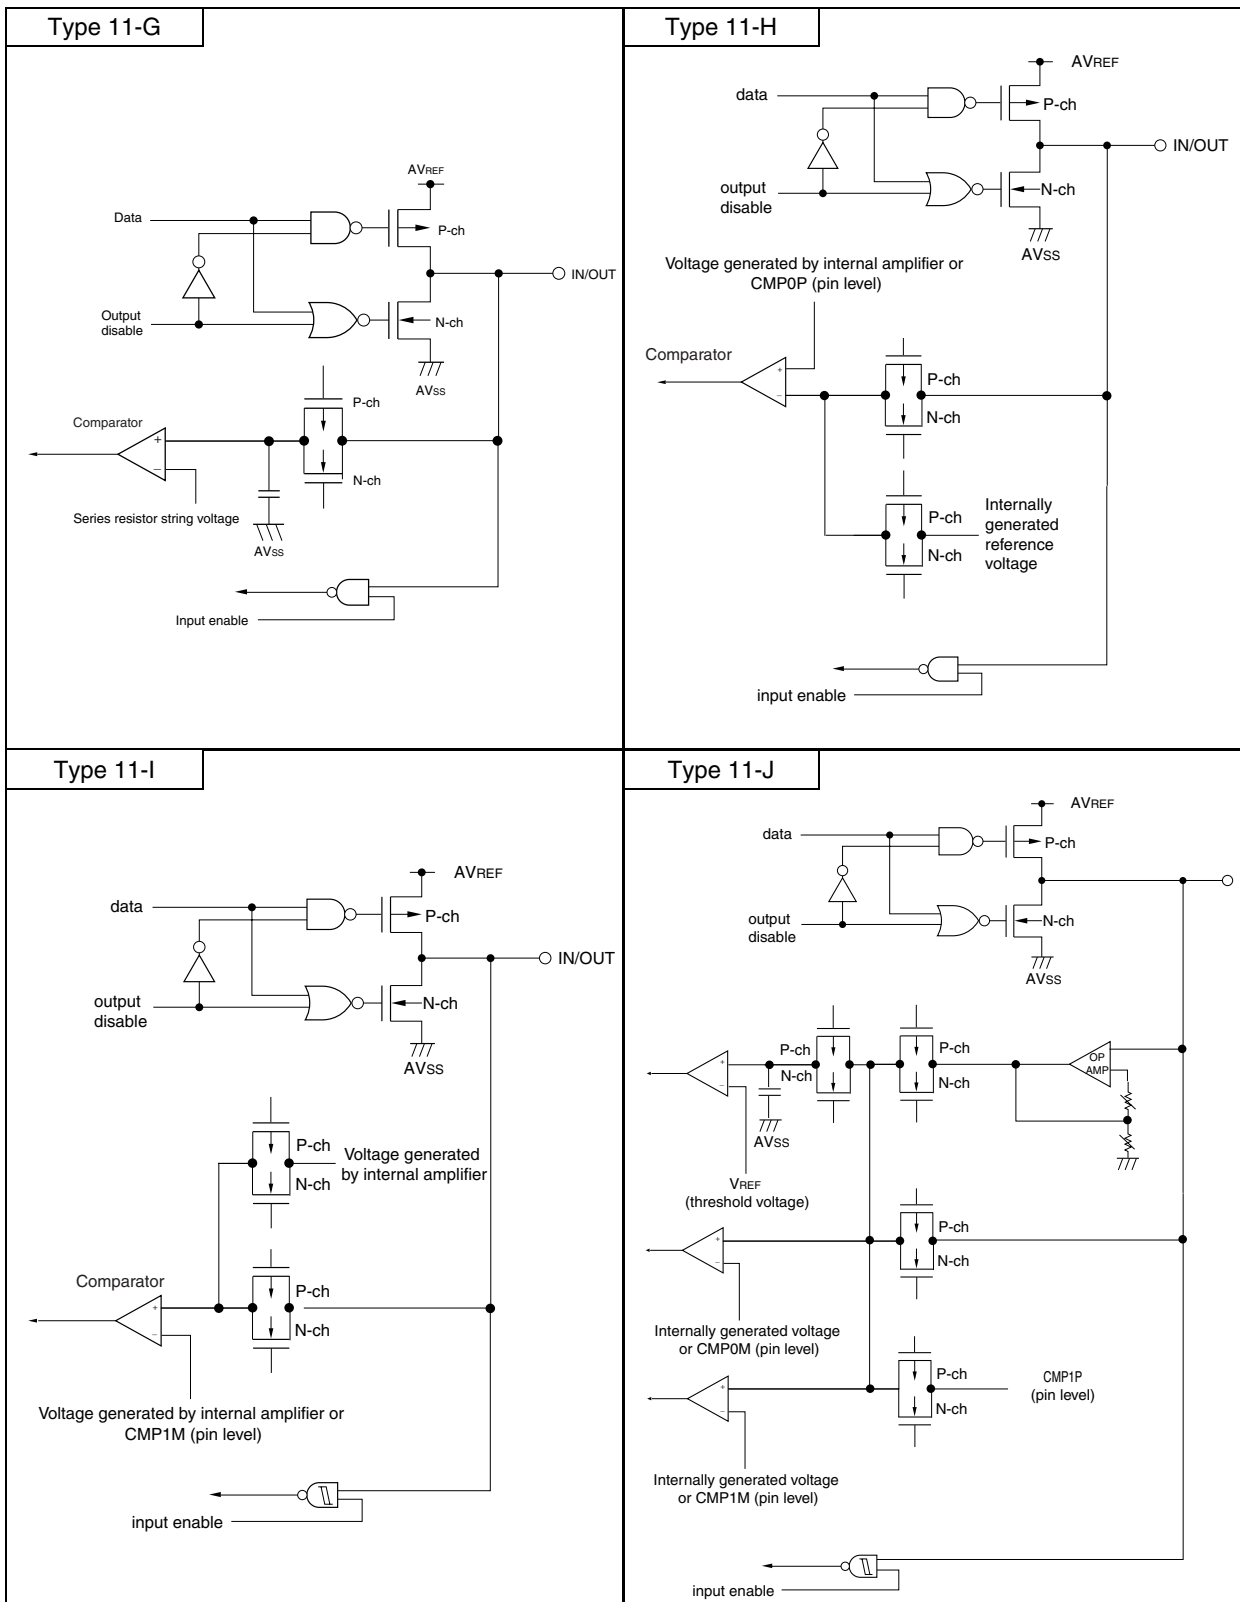 Type 11-G
AVREF
Data
P-ch
IN/OUT
Output
disable
N-ch
AVSS
P-ch
Comparator
+
–
N-ch
Series resistor string voltage
AVSS
Input enable
Type 11-H
AVREF
data
P-ch
IN/OUT
output
disable
N-ch
AVSS
Voltage generated by internal amplifier or
CMP0P (pin level)
Comparator
+
–
P-ch
N-ch
P-ch
N-ch
Internally
generated
reference
voltage
input enable
Type 11-I
AVREF
data
P-ch
IN/OUT
output
disable
N-ch
AVSS
P-ch
N-ch
Voltage generated
by internal amplifier
Comparator
+
–
P-ch
N-ch
Voltage generated by internal amplifier or
CMP1M (pin level)
input enable
Type 11-J
AVREF
data
P-ch
output
disable
N-ch
AVSS
+
–
P-ch
N-ch
P-ch
N-ch
OP
AMP
AVSS
VREF
(threshold voltage)
+
–
P-ch
N-ch
Internally generated voltage
or CMP0M (pin level)
+
–
P-ch
N-ch
CMP1P
(pin level)
Internally generated voltage
or CMP1M (pin level)
input enable